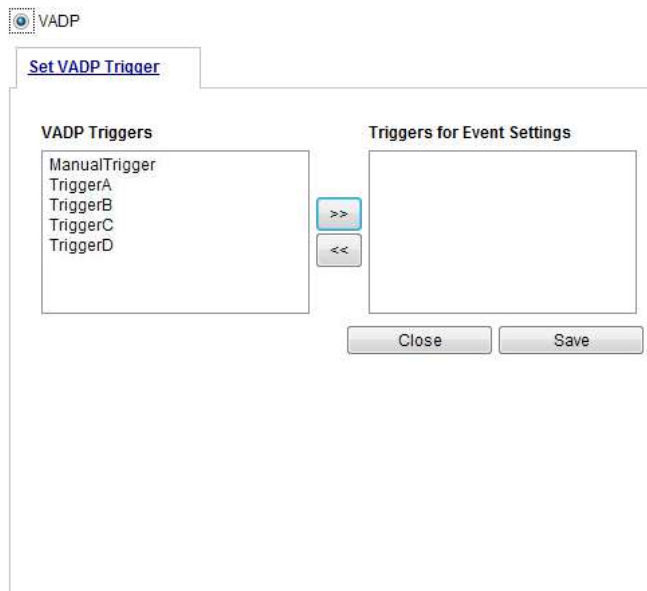 VADP
Set VADP Trigger
VADP Triggers
Triggers for Event Settings
ManualTrigger
TriggerA
TriggerB
TriggerC
TriggerD
>>
<<
Close
Save